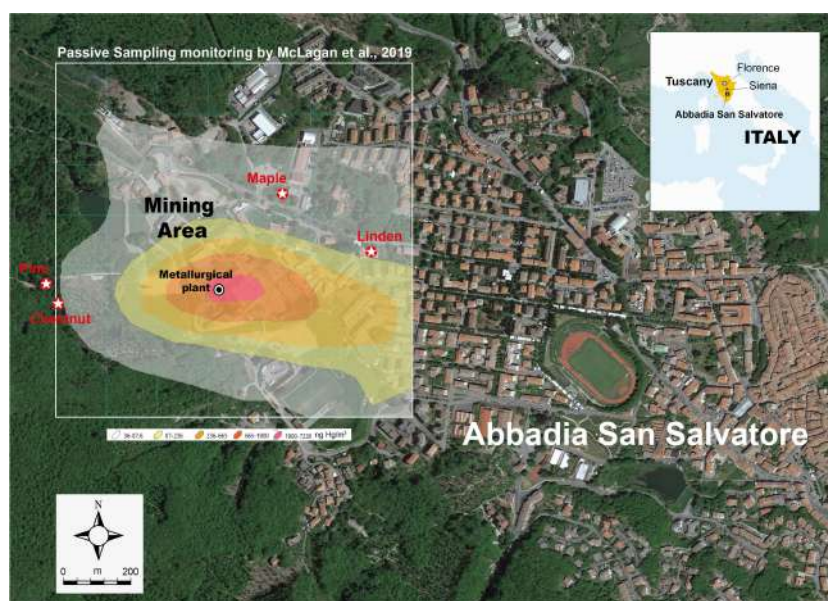 Passive Sampling monitoring by McLagan et al., 2019
Florence
Tuscany
Siena
Abbadia San Salvatore
ITALY
Maple
Mining
Area
Linden
Metallurgical
plant
Pine
Chestnut
ng Hg/m³
Abbadia San Salvatore
N
0 m 200